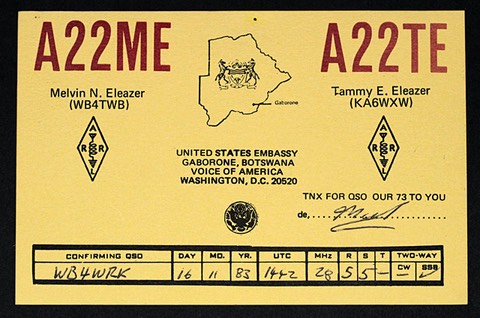 A22ME
A22TE
Melvin N. Eleazer
(WB4TWB)
Tammy E. Eleazer
(KA6WXW)
Gaborone
A
R R
L
A
R R
L
UNITED STATES EMBASSY
GABORONE, BOTSWANA
VOICE OF AMERICA
WASHINGTON, D.C. 20520
TNX FOR QSO OUR 73 TO YOU
de,
CONFIRMING QSO DAY MO. YR. UTC MHz R S T TWO-WAY
CW SSB
WB4WRK 16 11 83 1442 28 5 5 – –